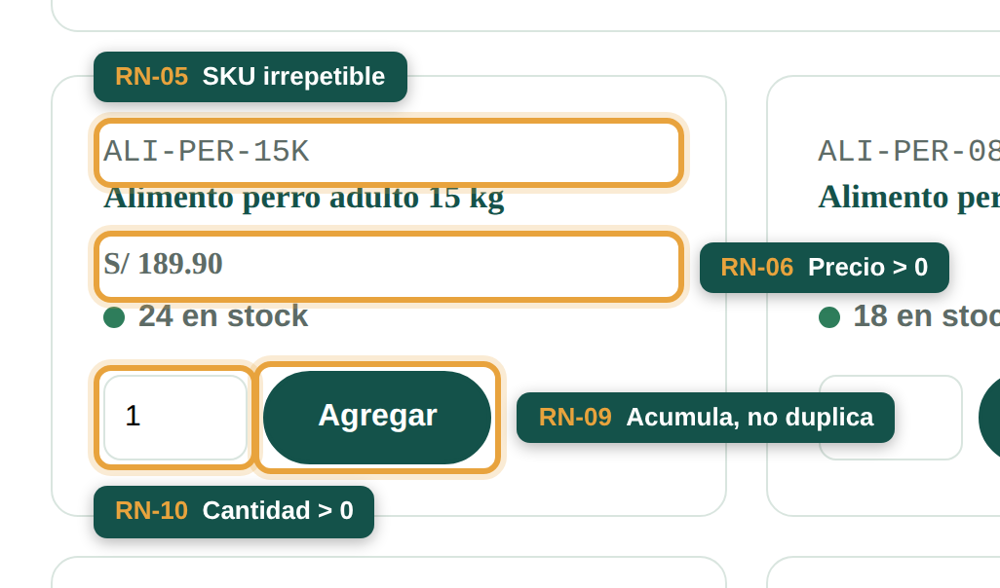 RN-05 SKU irrepetible
ALI-PER-15K
Alimento perro adulto 15 kg
S/ 189.90
RN-06 Precio > 0
24 en stock
1
Agregar
RN-09 Acumula, no duplica
RN-10 Cantidad > 0
ALI-PER-08
Alimento per
18 en stoc